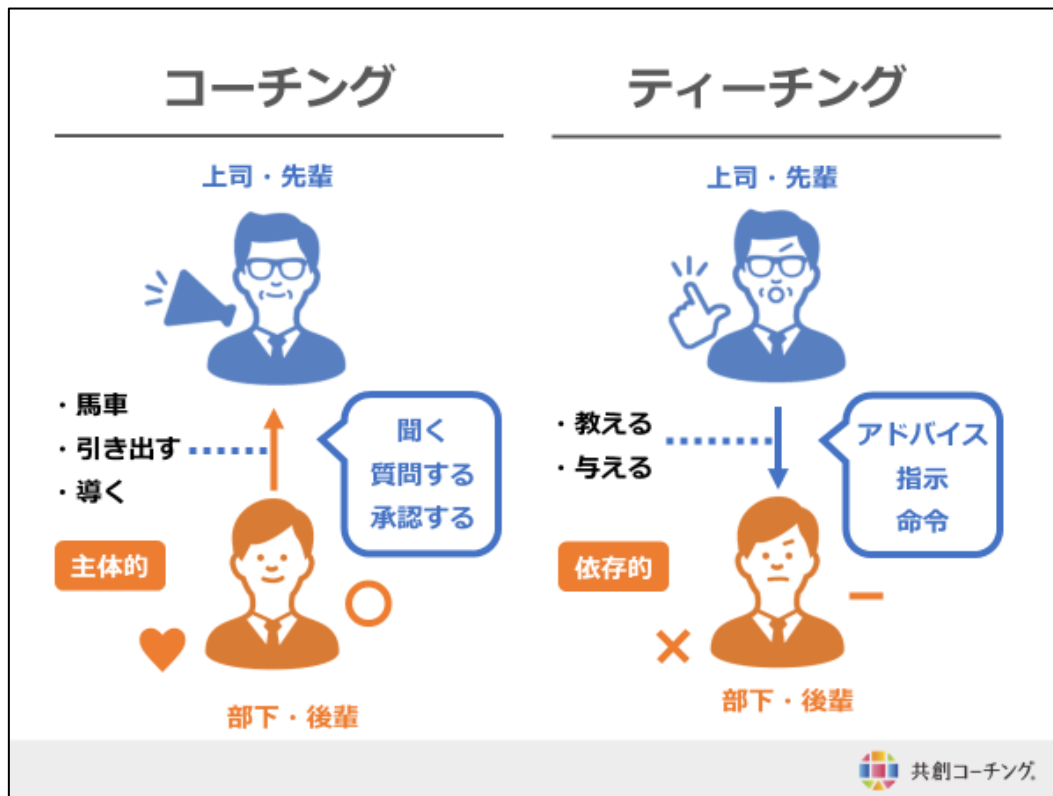 コーチング
上司・先輩
・馬車
・引き出す
・導く
聞く
質問する
承認する
主体的
部下・後輩
ティーチング
上司・先輩
・教える
・与える
アドバイス
指示
命令
依存的
部下・後輩
共創コーチング®